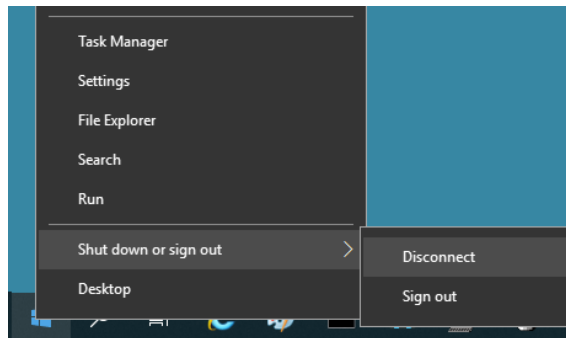 Task Manager
Settings
File Explorer
Search
Run
Shut down or sign out
Desktop
Disconnect
Sign out